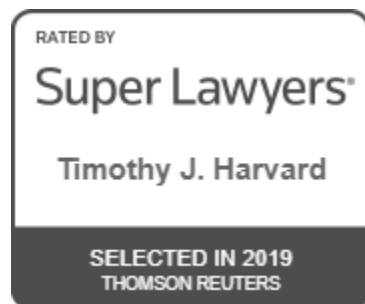 RATED BY
Super Lawyers®
Timothy J. Harvard
SELECTED IN 2019
THOMSON REUTERS